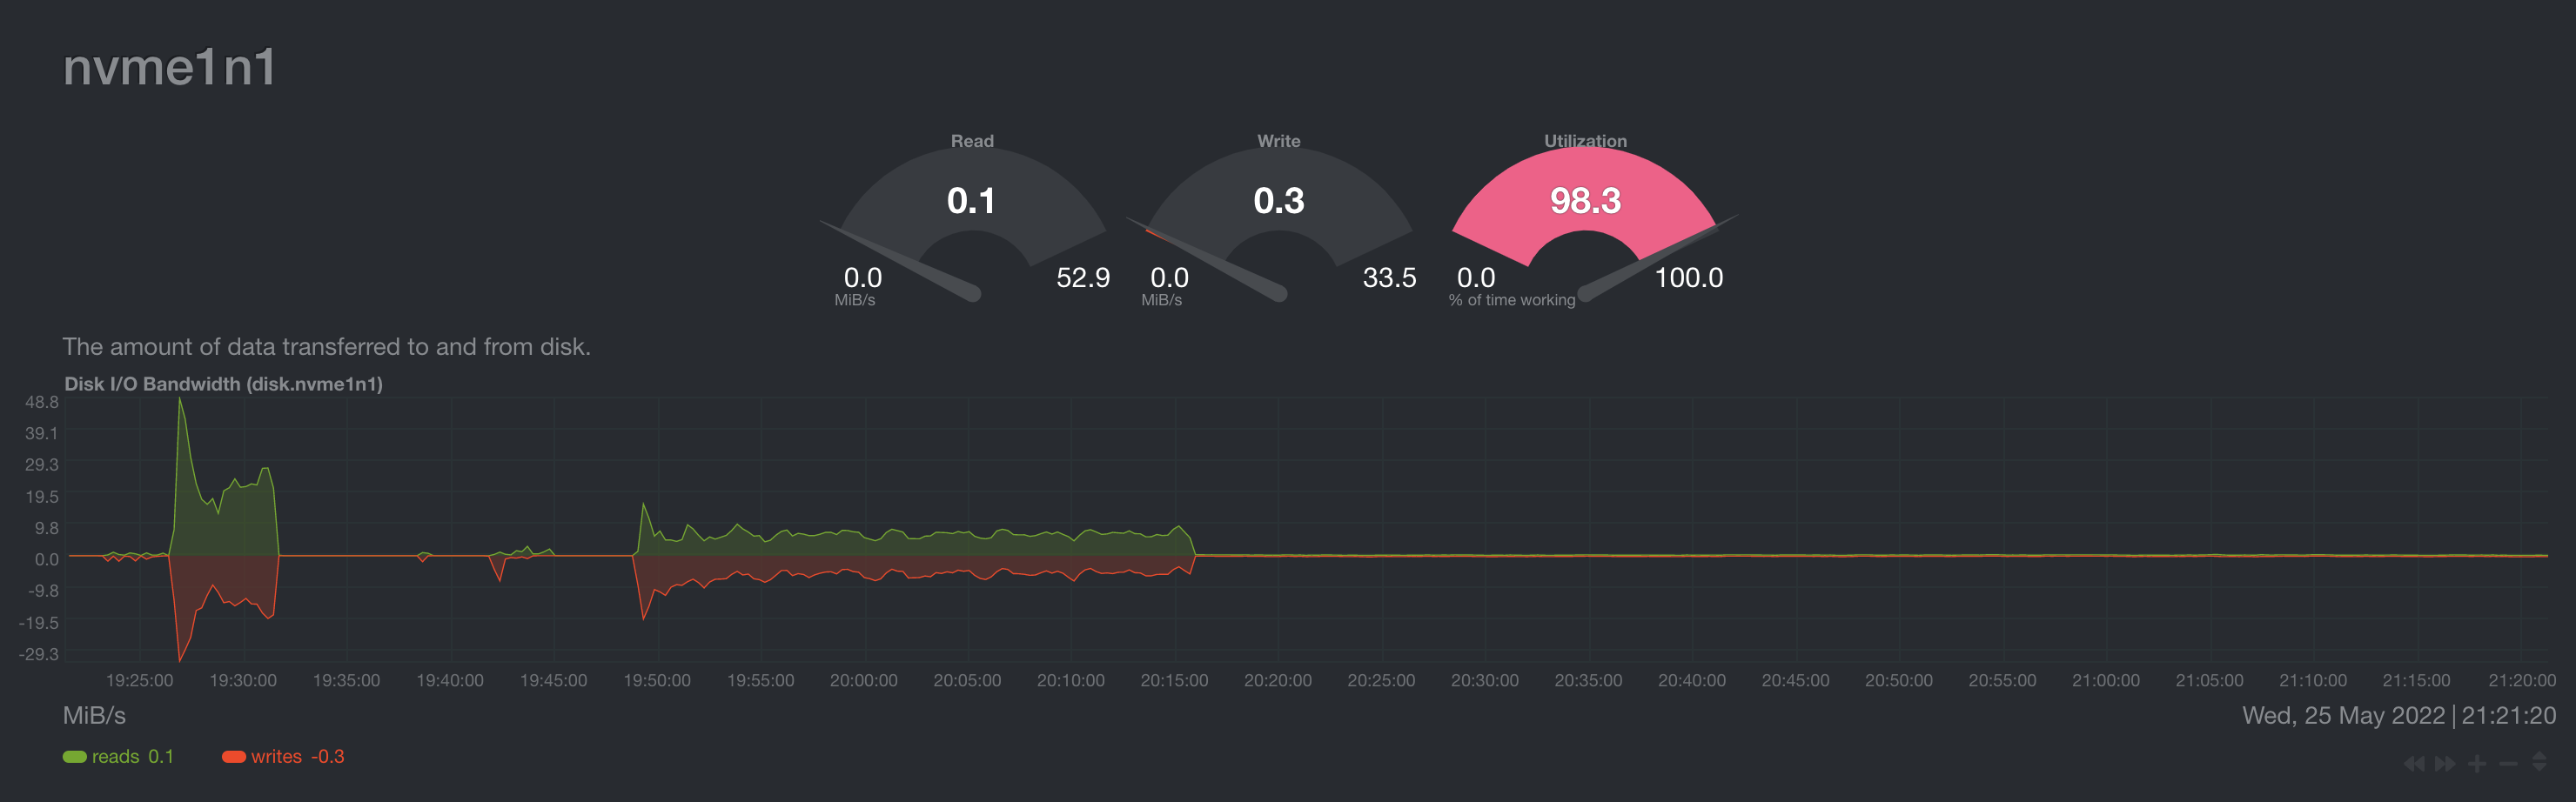 nvme1n1
Read Write Utilization
0.1 0.3 98.3
0.0 52.9 0.0 33.5 0.0 100.0
MiB/s MiB/s % of time working
The amount of data transferred to and from disk.
Disk I/O Bandwidth (disk.nvme1n1)
48.8
39.1
29.3
19.5
9.8
0.0
-9.8
-19.5
-29.3
19:25:00 19:30:00 19:35:00 19:40:00 19:45:00 19:50:00 19:55:00 20:00:00 20:05:00 20:10:00 20:15:00 20:20:00 20:25:00 20:30:00 20:35:00 20:40:00 20:45:00 20:50:00 20:55:00 21:00:00 21:05:00 21:10:00 21:15:00 21:20:00
MiB/s Wed, 25 May 2022 | 21:21:20
reads 0.1 writes -0.3